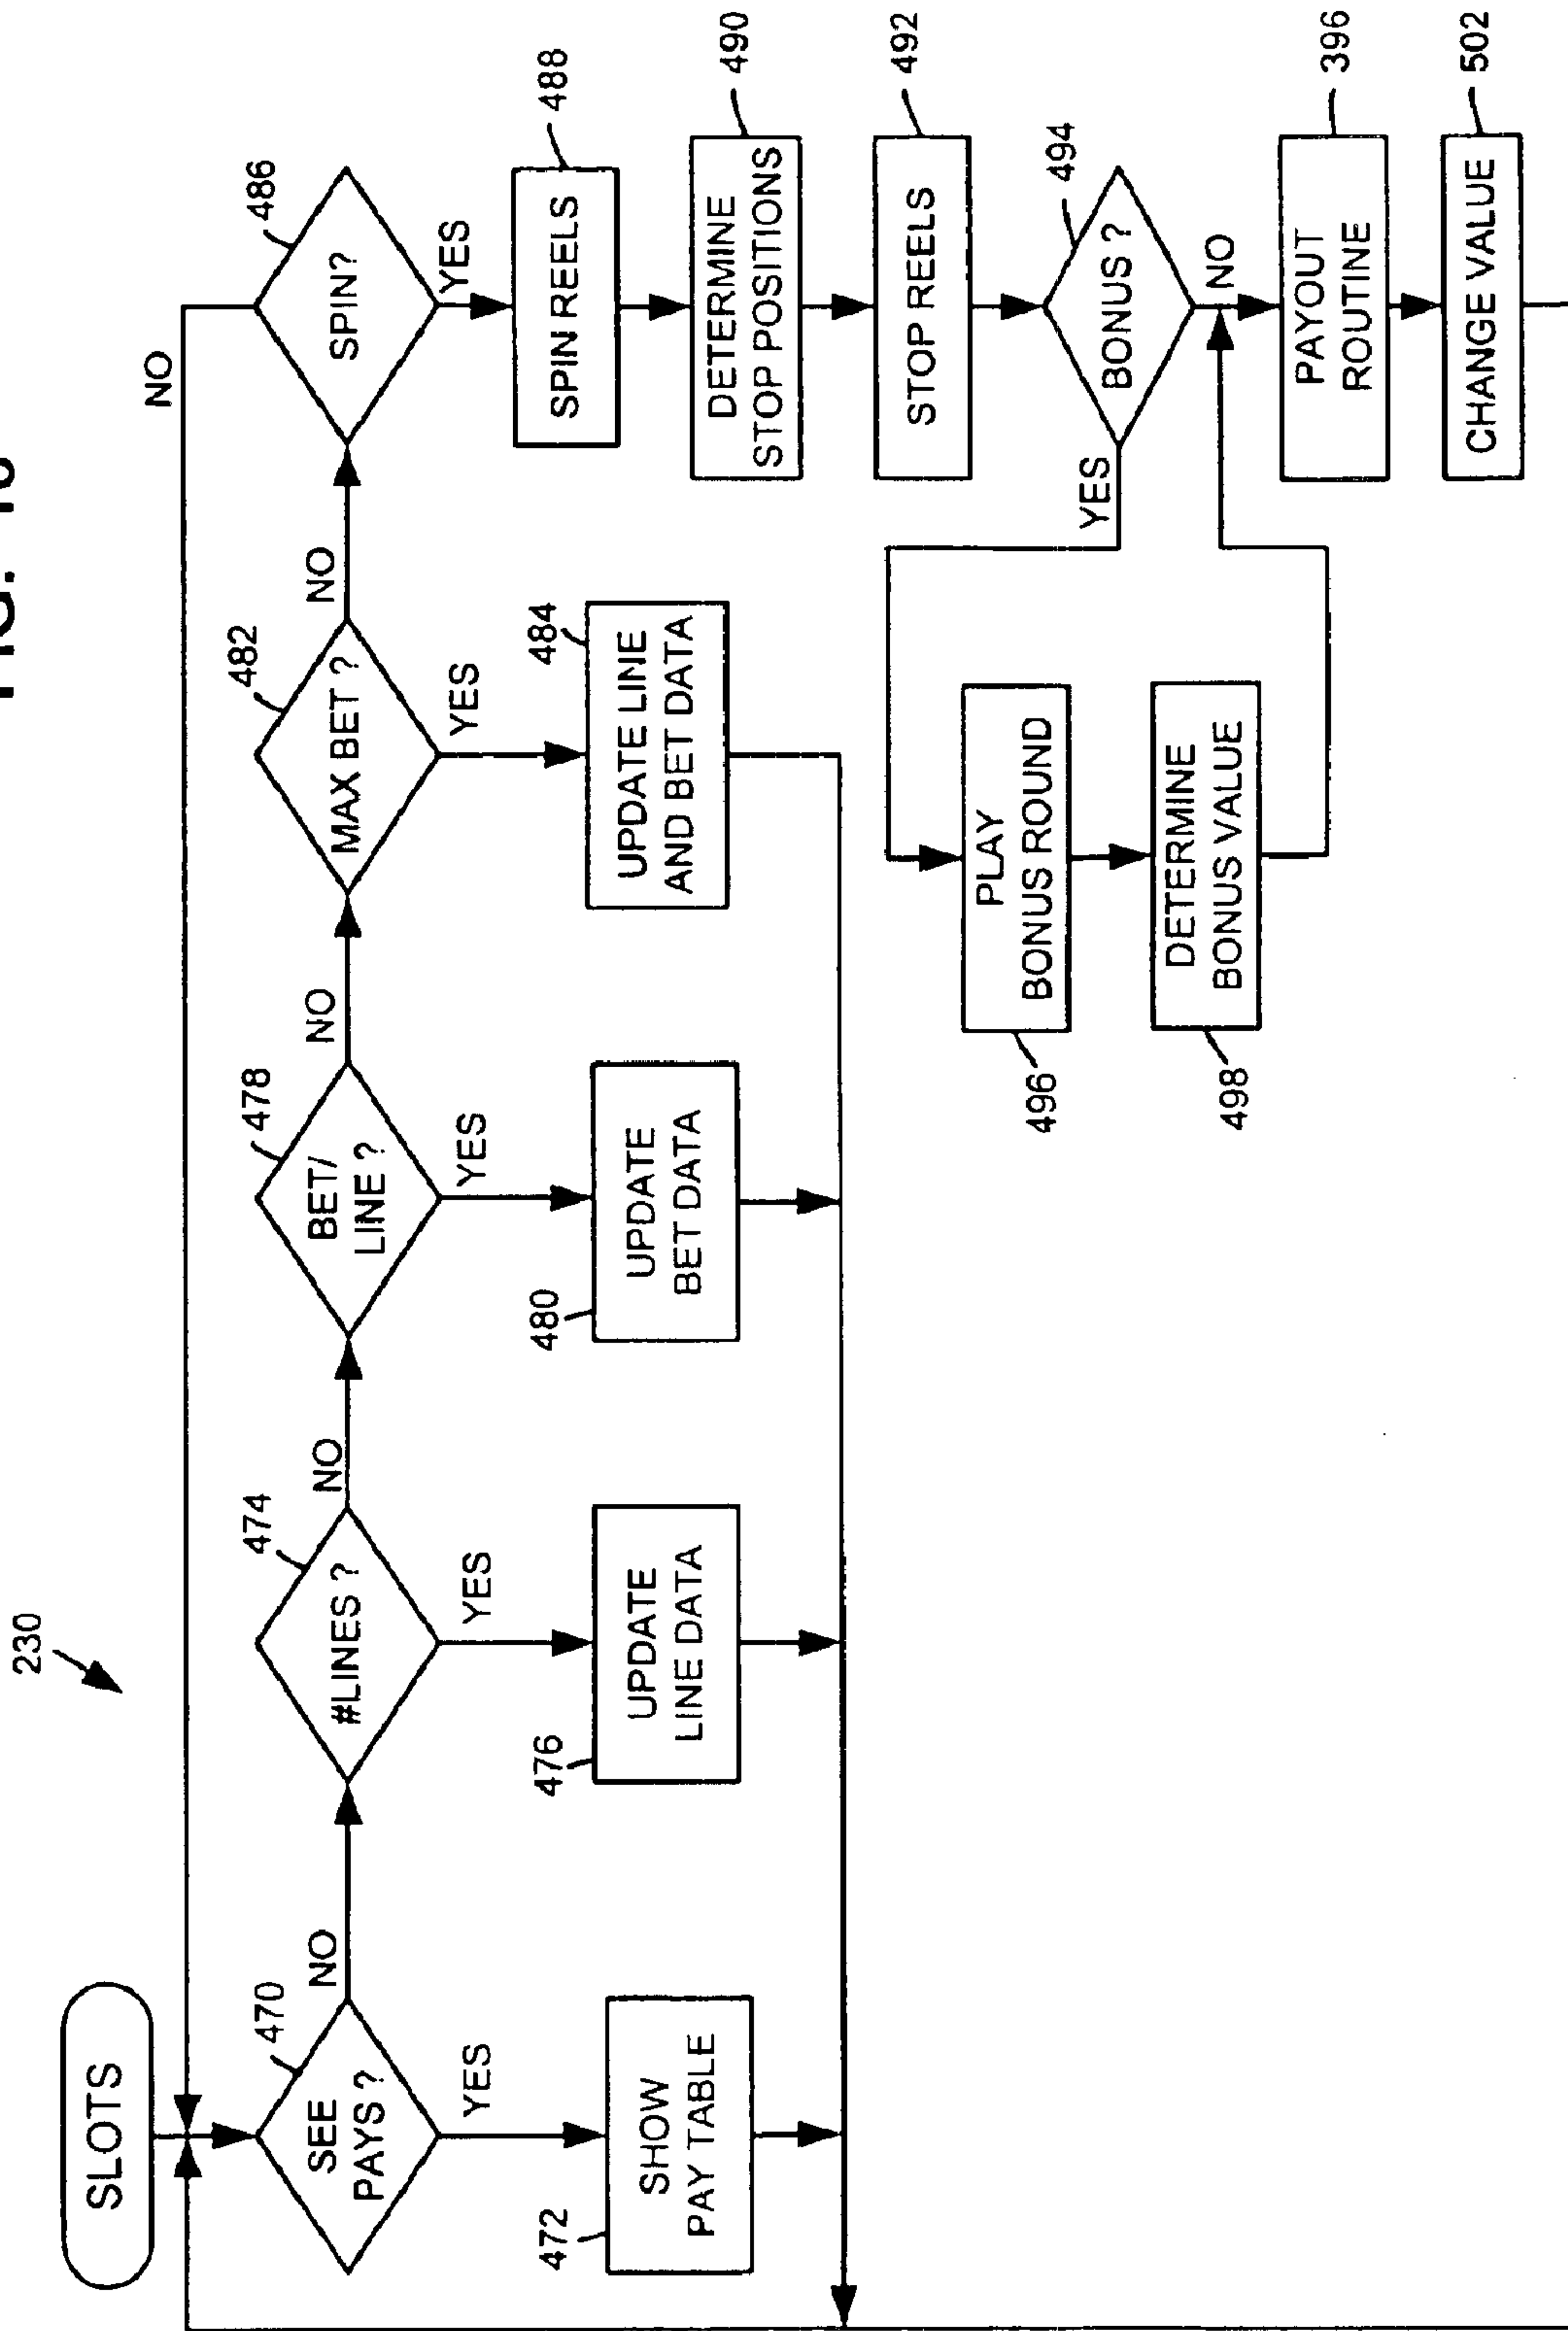 230
SLOTS
NO
470
SEE
PAYS ?
NO
YES
472
SHOW
PAY TABLE
474
#LINES ?
NO
YES
476
UPDATE
LINE DATA
478
BET/
LINE ?
NO
YES
480
UPDATE
BET DATA
482
MAX BET ?
NO
YES
484
UPDATE LINE
AND BET DATA
486
SPIN?
YES
488
SPIN REELS
490
DETERMINE
STOP POSITIONS
492
STOP REELS
494
BONUS ?
YES
NO
496
PLAY
BONUS ROUND
498
DETERMINE
BONUS VALUE
396
PAYOUT
ROUTINE
502
CHANGE VALUE